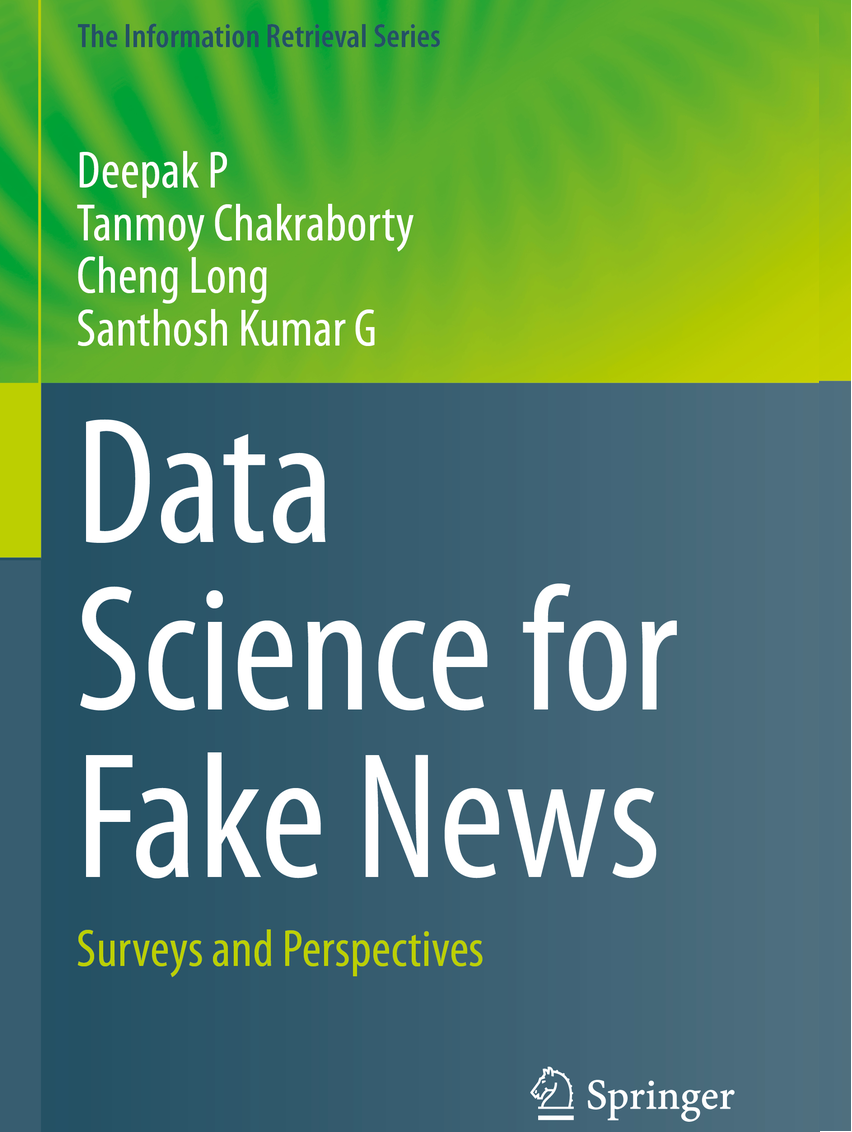 The Information Retrieval Series
Deepak P
Tanmoy Chakraborty
Cheng Long
Santhosh Kumar G
Data
Science for
Fake News
Surveys and Perspectives
Springer